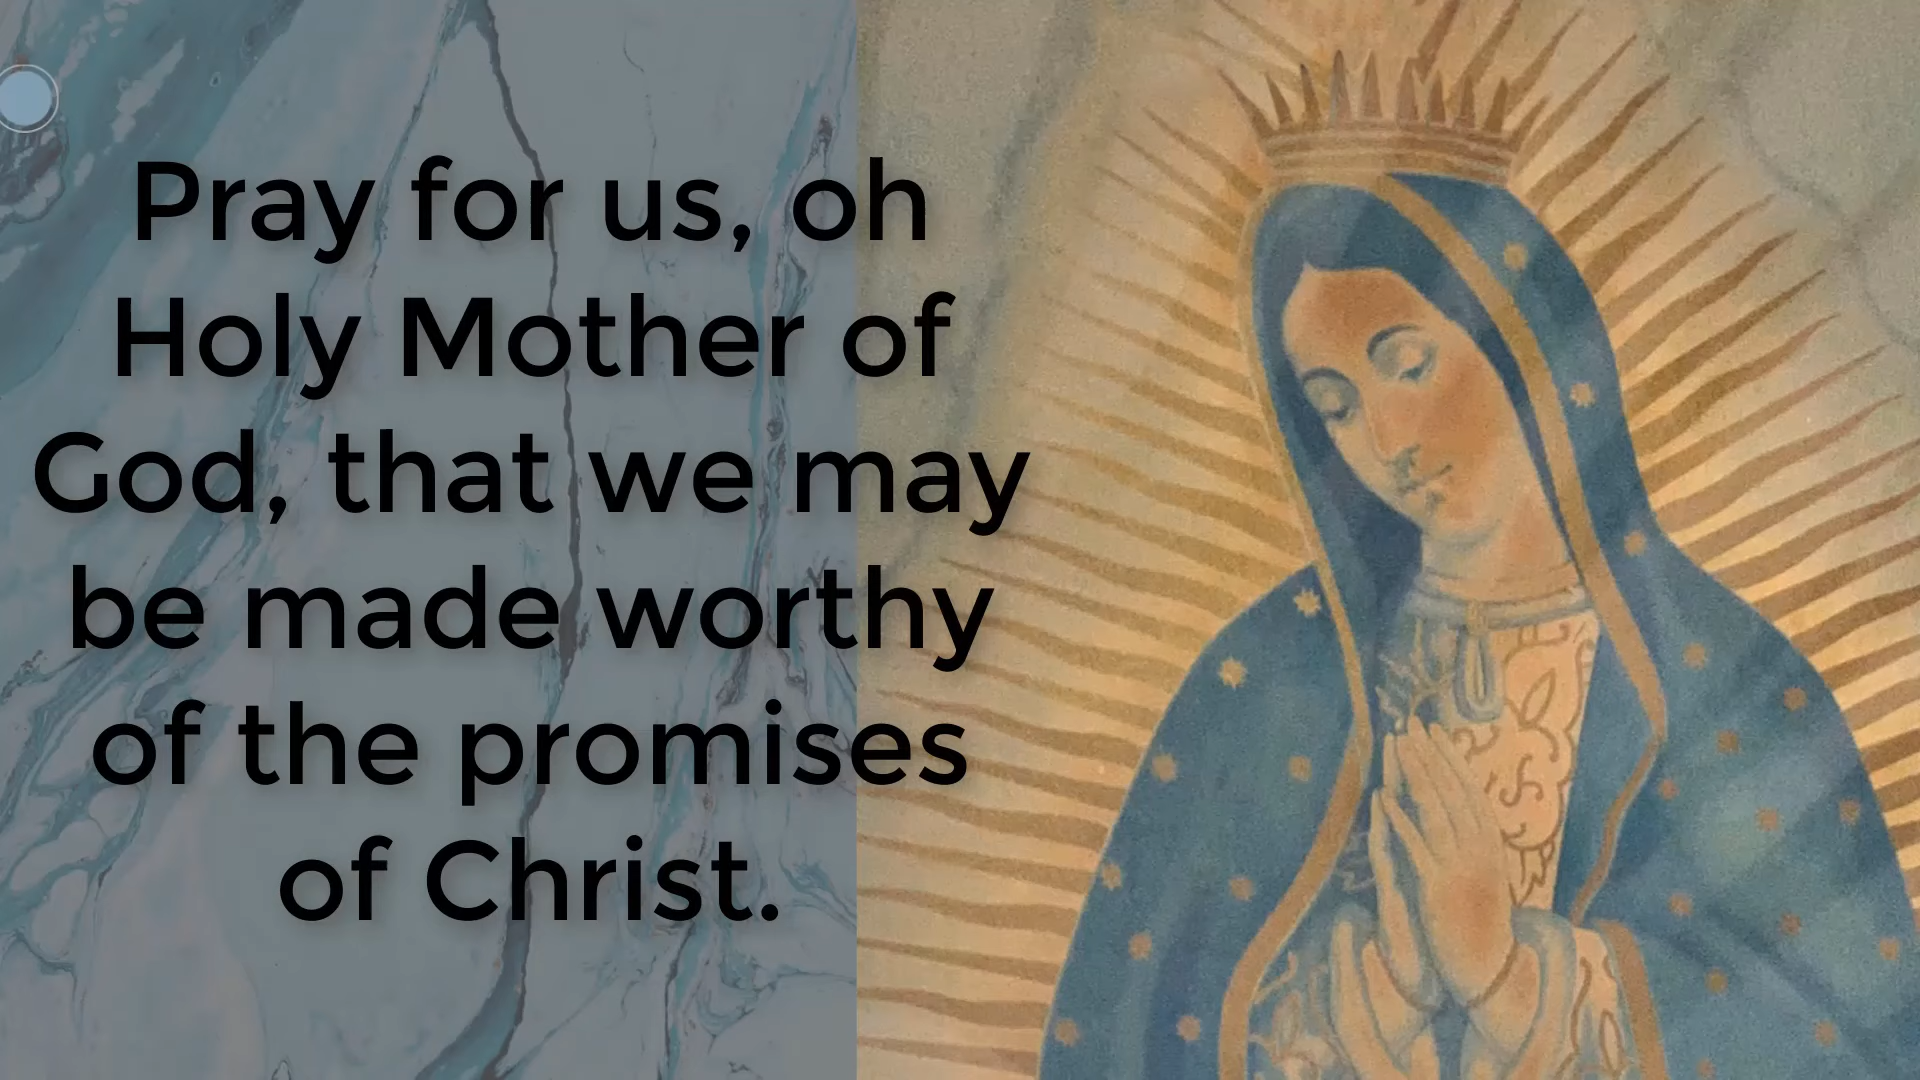 Pray for us, oh
Holy Mother of
God, that we may
be made worthy
of the promises
of Christ.